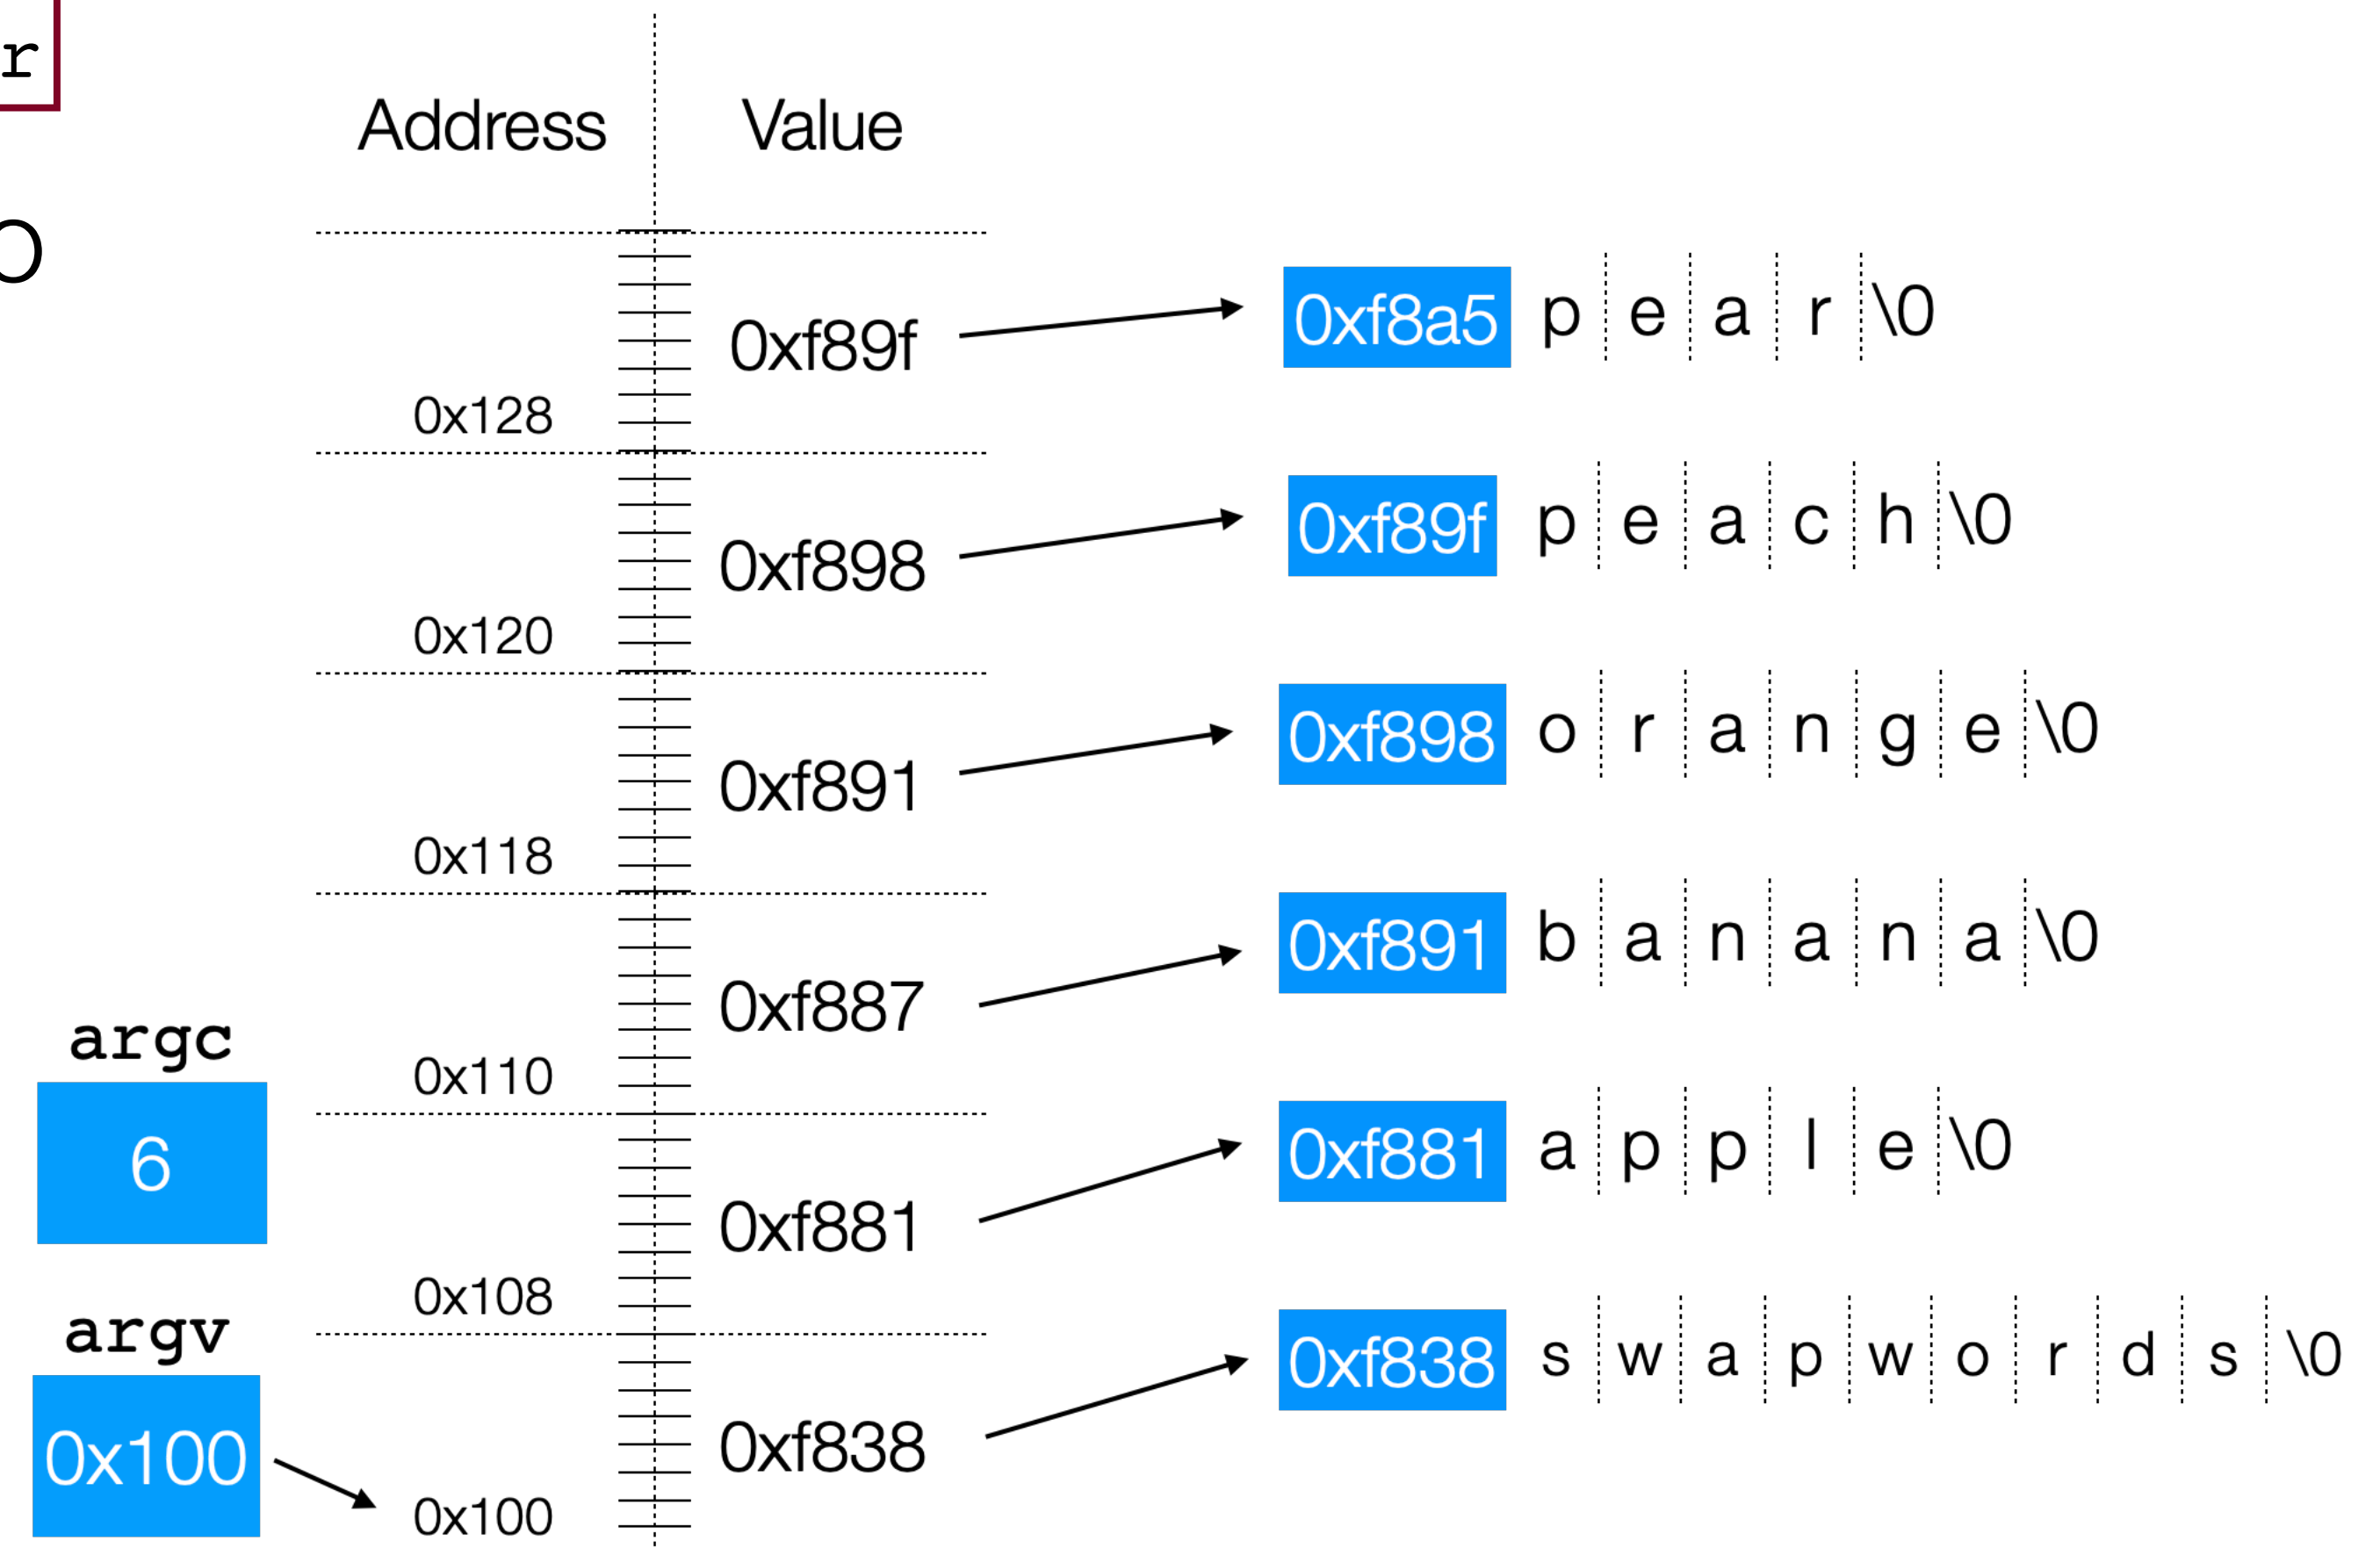 r
O
Address Value
0xf89f 0xf8a5 p e a r \0
0x128
0xf898 0xf89f p e a c h \0
0x120
0xf891 0xf898 o r a n g e \0
0x118
0xf887 0xf891 b a n a n a \0
argc
0x110
6
0xf881 0xf881 a p p l e \0
0x108
argv
0xf838 0xf838 s w a p w o r d s \0
0x100
0x100